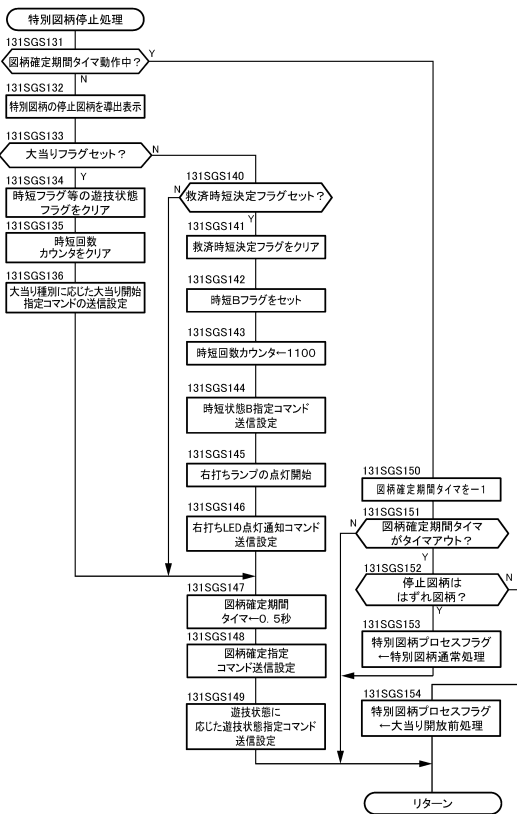 特別図柄停止処理
131SGS131
図柄確定期間タイマ動作中?
Y
N
131SGS132
特別図柄の停止図柄を導出表示
131SGS133
大当りフラグセット?
N
Y
131SGS134
時短フラグ等の遊技状態
フラグをクリア
131SGS135
時短回数
カウンタをクリア
131SGS136
大当り種別に応じた大当り開始
指定コマンドの送信設定
131SGS140
N
救済時短決定フラグセット?
Y
131SGS141
救済時短決定フラグをクリア
131SGS142
時短Bフラグをセット
131SGS143
時短回数カウンタ←1100
131SGS144
時短状態B指定コマンド
送信設定
131SGS145
右打ちランプの点灯開始
131SGS146
右打ちLED点灯通知コマンド
送信設定
131SGS147
図柄確定期間
タイマ←0.5秒
131SGS148
図柄確定指定
コマンド送信設定
131SGS149
遊技状態に
応じた遊技状態指定コマンド
送信設定
131SGS150
図柄確定期間タイマをー1
131SGS151
N
図柄確定期間タイマ
がタイマアウト?
Y
131SGS152
停止図柄は
はずれ図柄?
N
Y
131SGS153
特別図柄プロセスフラグ
←特別図柄通常処理
131SGS154
特別図柄プロセスフラグ
←大当り開放前処理
リターン